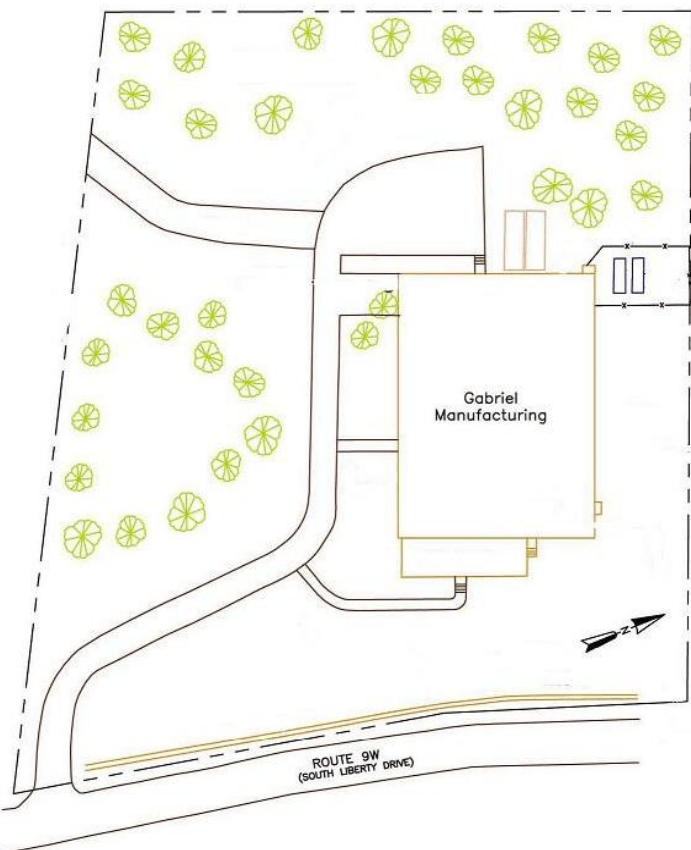 Gabriel
Manufacturing
N
ROUTE 9W
(SOUTH LIBERTY DRIVE)